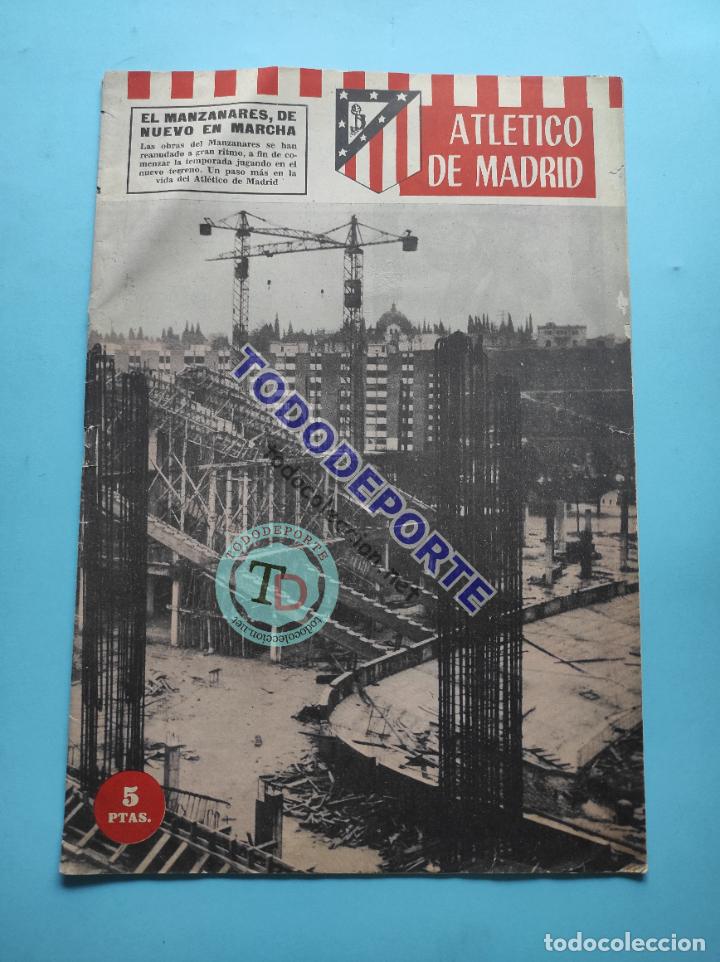 EL MANZANARES, DE
NUEVO EN MARCHA
Las obras del Manzanares se han
reanudado a gran ritmo, a fin de co-
menzar la temporada jugando en el
nuevo terreno. Un paso más en la
vida del Atlético de Madrid
ATLETICO
DE MADRID
TODODEPORTE
Todocoleccion.net
TODODEPORTE
TD
todocoleccion.net
5
PTAS.
todocoleccion